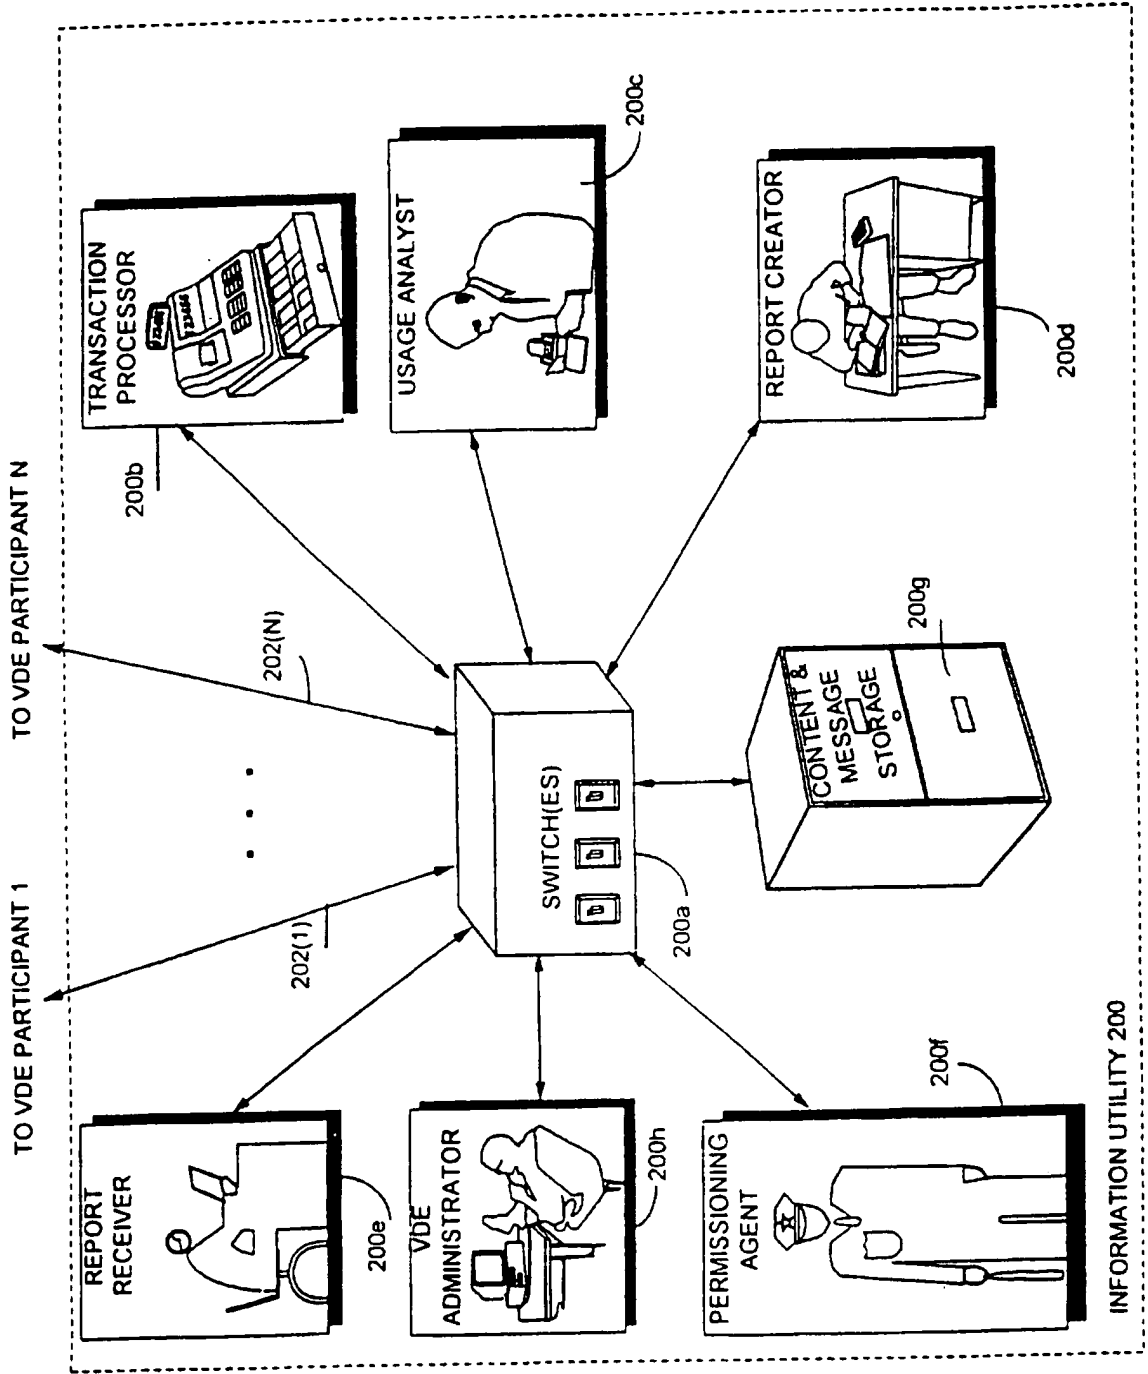 TO VDE PARTICIPANT 1
TO VDE PARTICIPANT N
202(1)
202(N)
REPORT
RECEIVER
200e
TRANSACTION
PROCESSOR
200b
VDE
ADMINISTRATOR
200h
SWITCH(ES)
200a
USAGE ANALYST
200c
PERMISSIONING
AGENT
200f
CONTENT &
MESSAGE
STORAGE
200g
REPORT CREATOR
200d
INFORMATION UTILITY 200